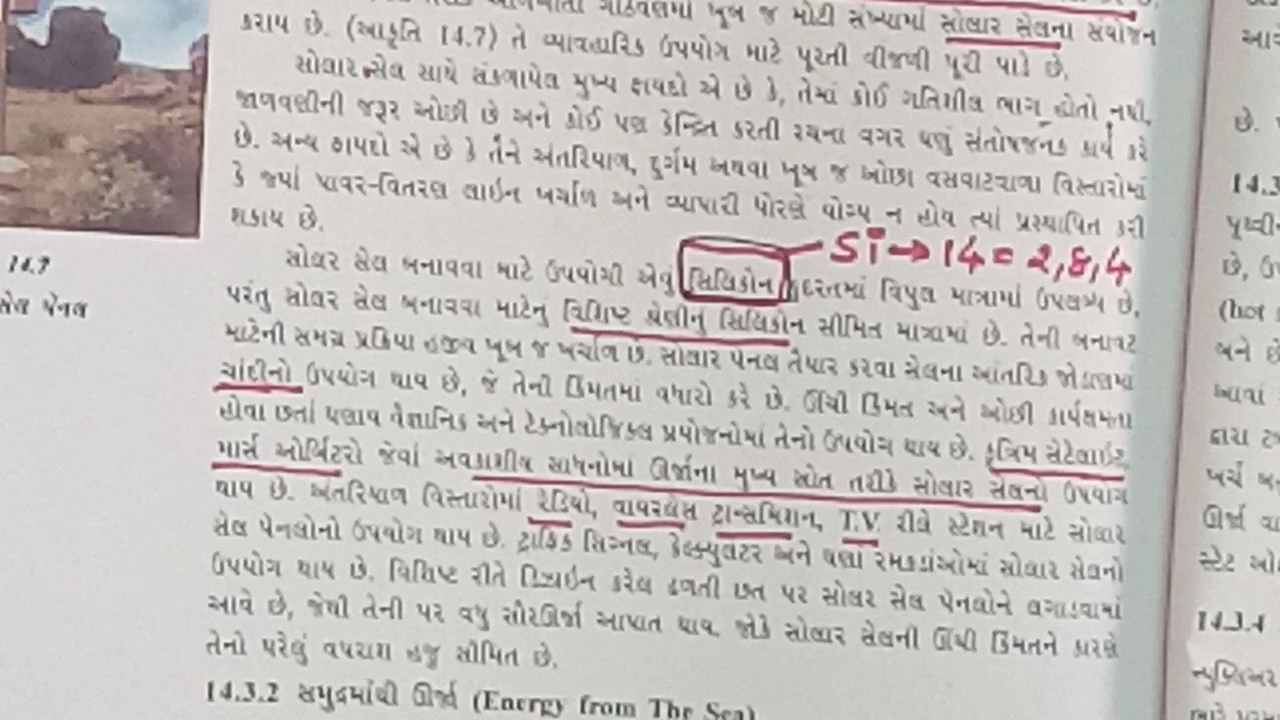 ખૂબ જ મોટી સંખ્યામાં સોલાર સેલના સંયોજન
કરાય છે. (આકૃતિ 14.7) તે વ્યાવહારિક ઉપયોગ માટે પૂરતી વીજળી પૂરી પાડે છે.
સોલાર સેલ સાથે સંકળાયેલ મુખ્ય ફાયદો એ છે કે, તેમાં કોઈ ગતિશીલ ભાગ હોતો નથી,
જાળવણીની જરૂર ઓછી છે અને કોઈ પણ કેન્દ્રિત કરતી રચના વગર ઘણું સંતોષજનક કાર્ય કરે
છે. અન્ય ફાયદો એ છે કે તેને અંતરિયાળ, દુર્ગમ અથવા ખૂબ જ ઓછા વસવાટવાળા વિસ્તારોમાં
કે જ્યાં પાવર-વિતરણ લાઇન ખર્ચાળ અને વ્યાપારી ધોરણે યોગ્ય ન હોય ત્યાં પ્રસ્થાપિત કરી
શકાય છે.
Si → 14 = 2,8,4
સોલર સેલ બનાવવા માટે ઉપયોગી એવું સિલિકોન કુદરતમાં વિપુલ માત્રામાં ઉપલબ્ધ છે,
પરંતુ સોલર સેલ બનાવવા માટેનું વિશિષ્ટ શ્રેણીનું સિલિકોન સીમિત માત્રામાં છે. તેની બનાવટ
માટેની સમગ્ર પ્રક્રિયા હજીય ખૂબ જ ખર્ચાળ છે. સોલાર પેનલ તૈયાર કરવા સેલના આંતરિક જોડાણમાં
ચાંદીનો ઉપયોગ થાય છે, જે તેની કિંમતમાં વધારો કરે છે. ઊંચી કિંમત અને ઓછી કાર્યક્ષમતા
હોવા છતાં ઘણાય વૈજ્ઞાનિક અને ટેક્નોલોજિકલ પ્રયોજનોમાં તેનો ઉપયોગ થાય છે. કૃત્રિમ સેટેલાઇટ
માર્સ ઓર્બિટરો જેવાં અવકાશીય સાધનોમાં ઊર્જાના મુખ્ય સ્રોત તરીકે સોલાર સેલનો ઉપયોગ
થાય છે. અંતરિયાળ વિસ્તારોમાં રેડિયો, વાયરલેસ ટ્રાન્સમિશન, T.V. રીલે સ્ટેશન માટે સોલાર
સેલ પેનલોનો ઉપયોગ થાય છે. ટ્રાફિક સિગ્નલ, કેલ્ક્યુલેટર અને ઘણાં રમકડાંઓમાં સોલાર સેલનો
ઉપયોગ થાય છે. વિશિષ્ટ રીતે ડિઝાઇન કરેલ ઢળતી છત પર સોલર સેલ પેનલોને લગાડવામાં
આવે છે, જેથી તેની પર વધુ સૌરઊર્જા આપાત થાય. જોકે સોલાર સેલની ઊંચી કિંમતને કારણે
તેનો ઘરેલું વપરાશ હજુ સીમિત છે.
14.3.2 સમુદ્રમાંથી ઊર્જા (Energy from The Sea)
14.7
સેલ પેનલ
છે.
14.3
છે, ઉ
બને છે
આવાં
દ્વારા
ખર્ચ
ઊર્જા
સ્ટેટ
14.3.4
ન્યુક્લિઅર